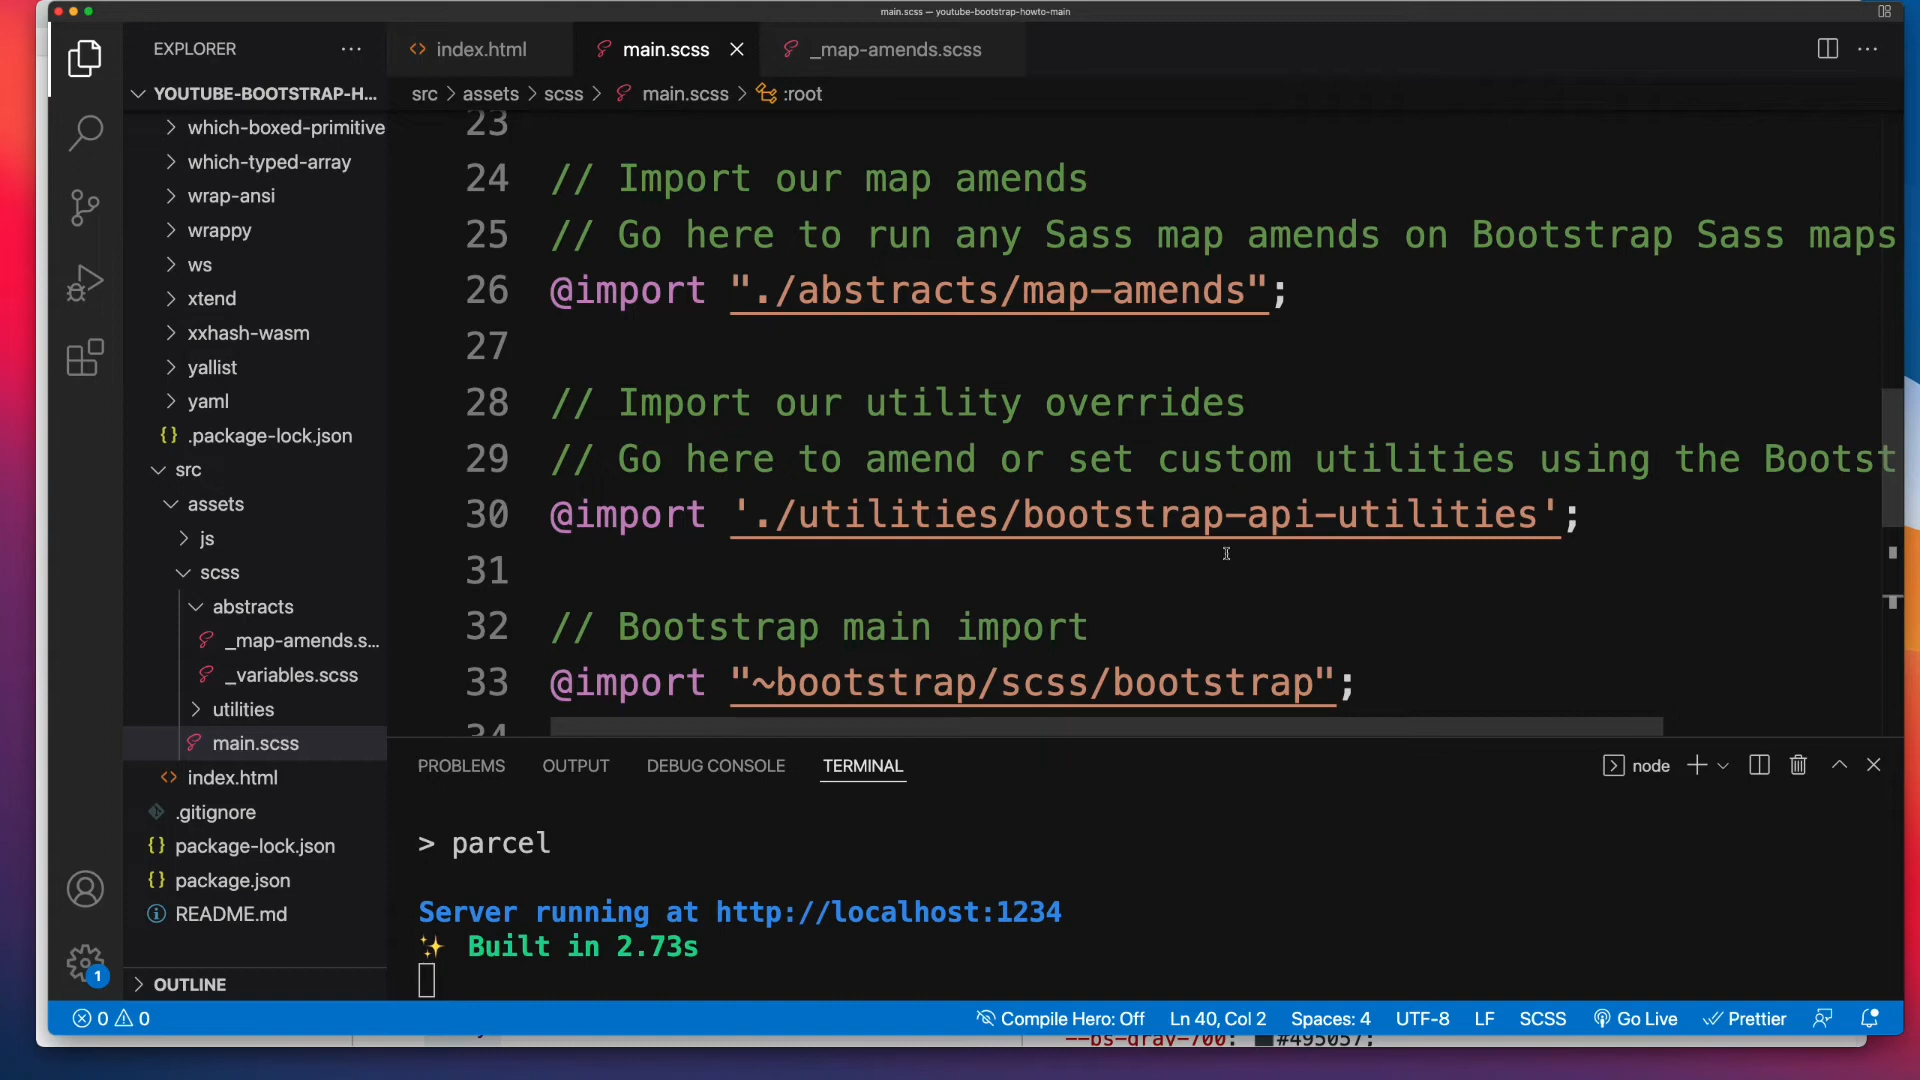 main.scss — youtube-bootstrap-howto-main
EXPLORER
index.html
main.scss
_map-amends.scss
YOUTUBE-BOOTSTRAP-H...
src > assets > scss > main.scss > :root
which-boxed-primitive
which-typed-array
wrap-ansi
wrappy
ws
xtend
xxhash-wasm
yallist
yaml
{} .package-lock.json
src
assets
js
scss
abstracts
_map-amends.s...
_variables.scss
utilities
main.scss
index.html
.gitignore
{} package-lock.json
{} package.json
README.md
OUTLINE
23
24 // Import our map amends
25 // Go here to run any Sass map amends on Bootstrap Sass maps
26 @import "./abstracts/map-amends";
27
28 // Import our utility overrides
29 // Go here to amend or set custom utilities using the Bootst
30 @import './utilities/bootstrap-api-utilities';
31
32 // Bootstrap main import
33 @import "~bootstrap/scss/bootstrap";
34
PROBLEMS OUTPUT DEBUG CONSOLE TERMINAL
node
> parcel
Server running at http://localhost:1234
✨ Built in 2.73s
1
0 0
Compile Hero: Off Ln 40, Col 2 Spaces: 4 UTF-8 LF SCSS Go Live Prettier
--bs-gray-700: #495057;